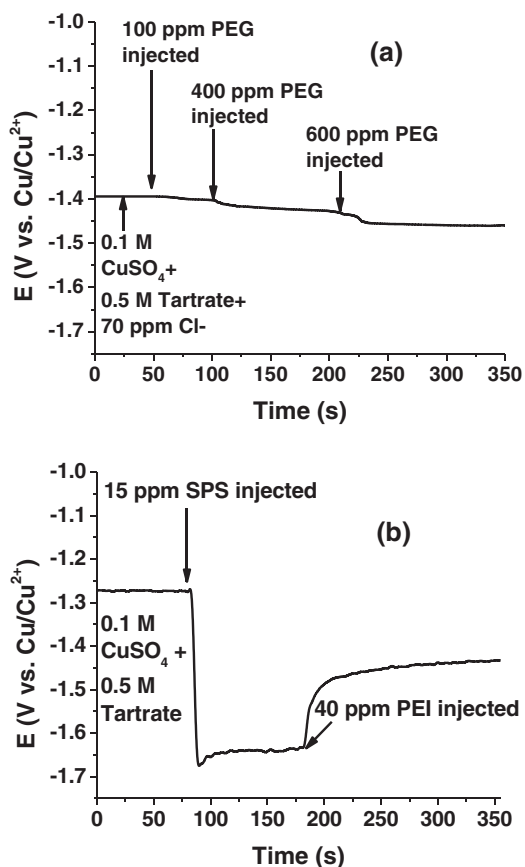 -1.0
100 ppm PEG
injected
(a)
-1.1
400 ppm PEG
injected
-1.2
600 ppm PEG
injected
-1.3
-1.4
-1.5
0.1 M
CuSO4+
-1.6
0.5 M Tartrate+
70 ppm Cl-
-1.7
E (V vs. Cu/Cu2+)
0 50 100 150 200 250 300 350
Time (s)
-1.0
15 ppm SPS injected
-1.1
(b)
-1.2
-1.3
0.1 M
CuSO4 +
-1.4
0.5 M
Tartrate
-1.5
40 ppm PEI injected
-1.6
-1.7
E (V vs. Cu/Cu2+)
0 50 100 150 200 250 300 350
Time (s)